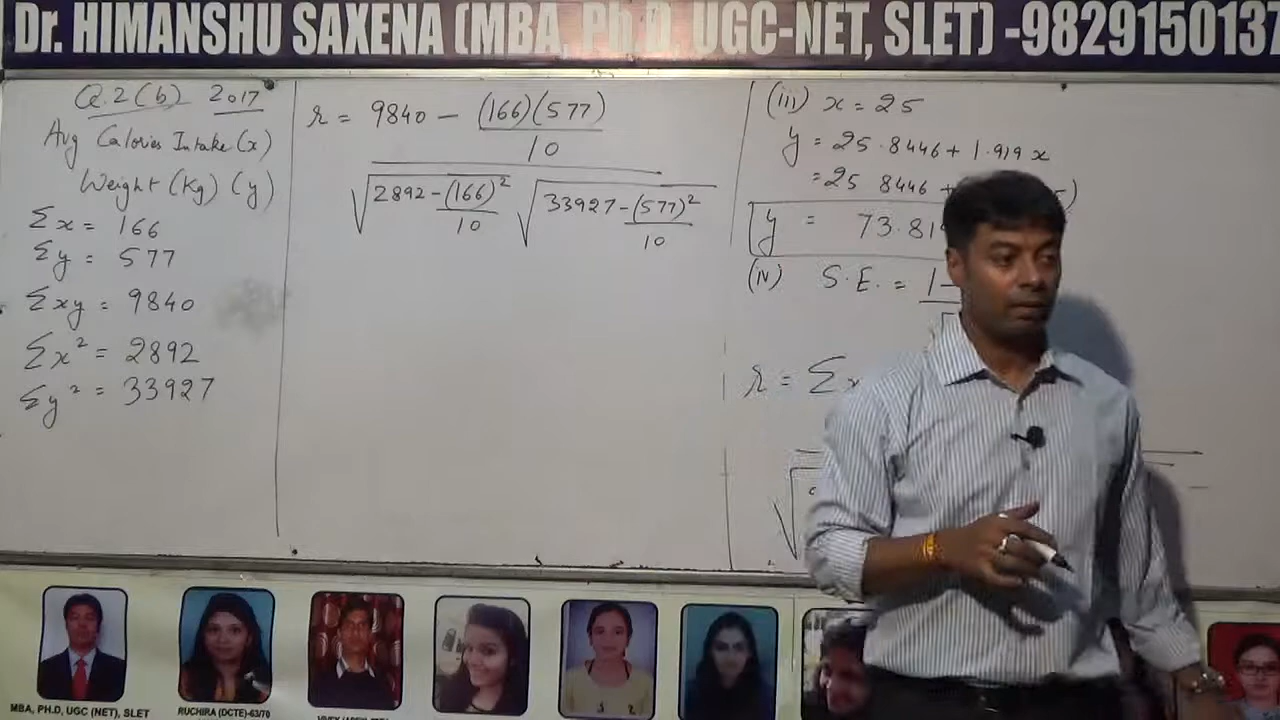 Dr. HIMANSHU SAXENA (MBA, Ph.D, UGC-NET, SLET) -9829150137
Q.2(b) 2017
Avg Calories Intake (x)
Weight (Kg) (y)
Σx = 166
Σy = 577
Σxy = 9840
Σx² = 2892
Σy² = 33927
r = 9840 - (166)(577)
10
√2892 - (166)² √33927 - (577)²
10 10
(iii) x = 25
y = 25.8446 + 1.919 x
= 25 8446 +
y = 73.81
(iv) S.E. = 1-
r = Σx
MBA, PH.D, UGC (NET), SLET
RUCHIRA (DCTE)-63/70